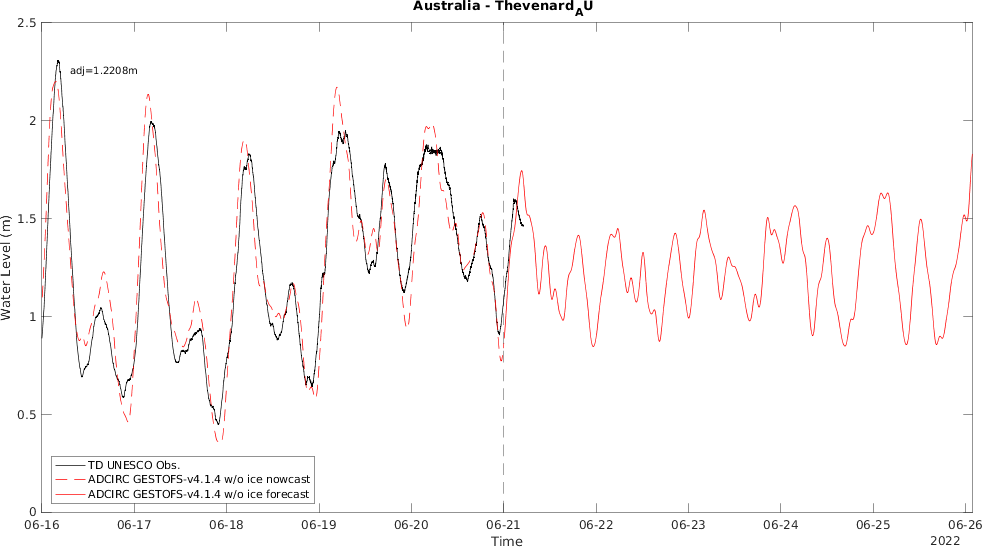 Australia - Thevenard_AU
adj=1.2208m
Water Level (m)
2.5
2
1.5
1
0.5
0
TD UNESCO Obs.
ADCIRC GESTOFS-v4.1.4 w/o ice nowcast
ADCIRC GESTOFS-v4.1.4 w/o ice forecast
06-16 06-17 06-18 06-19 06-20 06-21 06-22 06-23 06-24 06-25 06-26
Time
2022